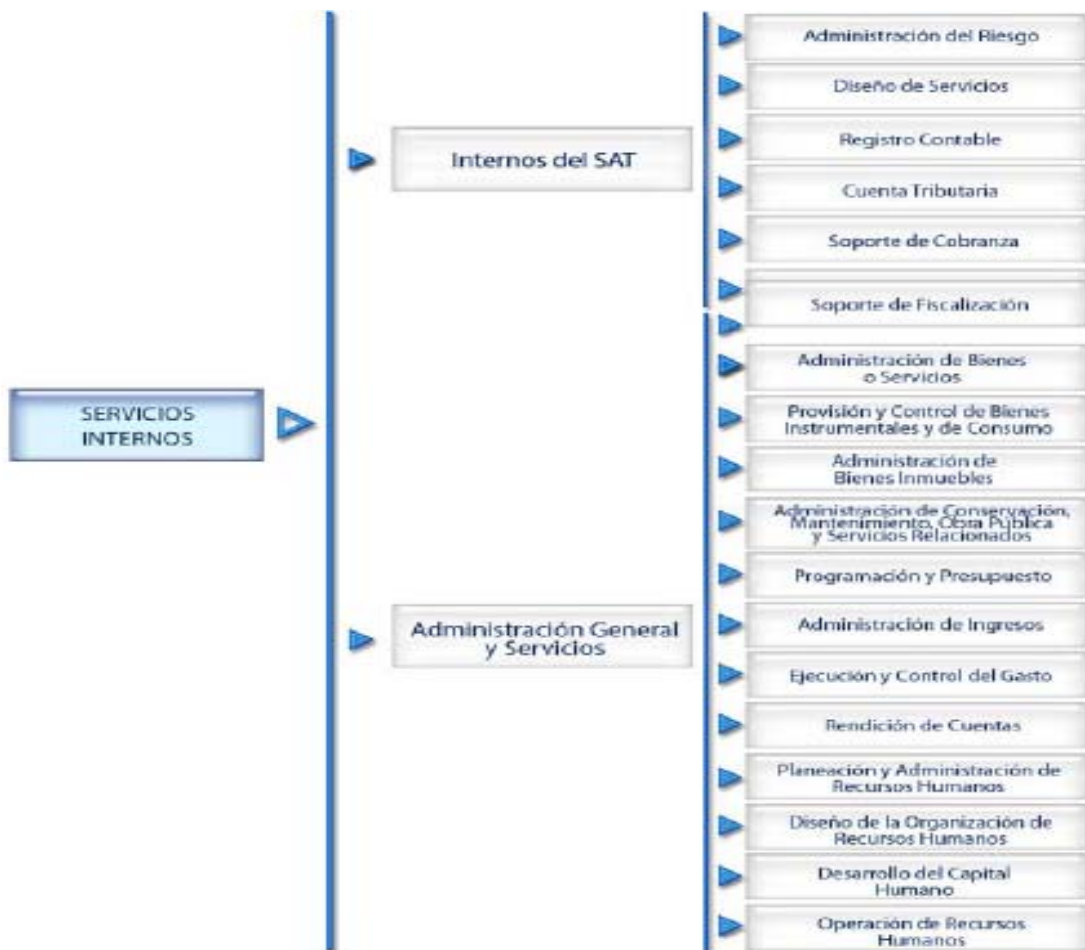 SERVICIOS
INTERNOS
Internos del SAT
Administración del Riesgo
Diseño de Servicios
Registro Contable
Cuenta Tributaria
Soporte de Cobranza
Soporte de Fiscalización
Administración General
y Servicios
Administración de Bienes
o Servicios
Provisión y Control de Bienes
Instrumentales y de Consumo
Administración de
Bienes Inmuebles
Administración de Conservación,
Mantenimiento, Obra Pública
y Servicios Relacionados
Programación y Presupuesto
Administración de Ingresos
Ejecución y Control del Gasto
Rendición de Cuentas
Planeación y Administración de
Recursos Humanos
Diseño de la Organización de
Recursos Humanos
Desarrollo del Capital
Humano
Operación de Recursos
Humanos